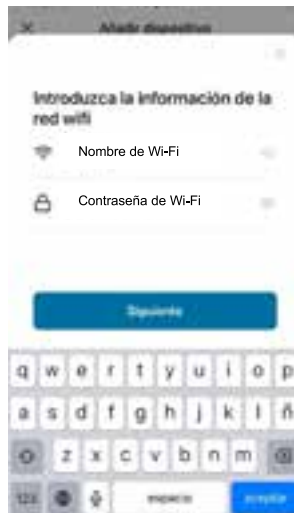 Añadir dispositivo
Introduzca la información de la
red wifi
Nombre de Wi-Fi
Contraseña de Wi-Fi
Siguiente
q w e r t y u i o p
a s d f g h j k l ñ
z x c v b n m
123 espacio aceptar